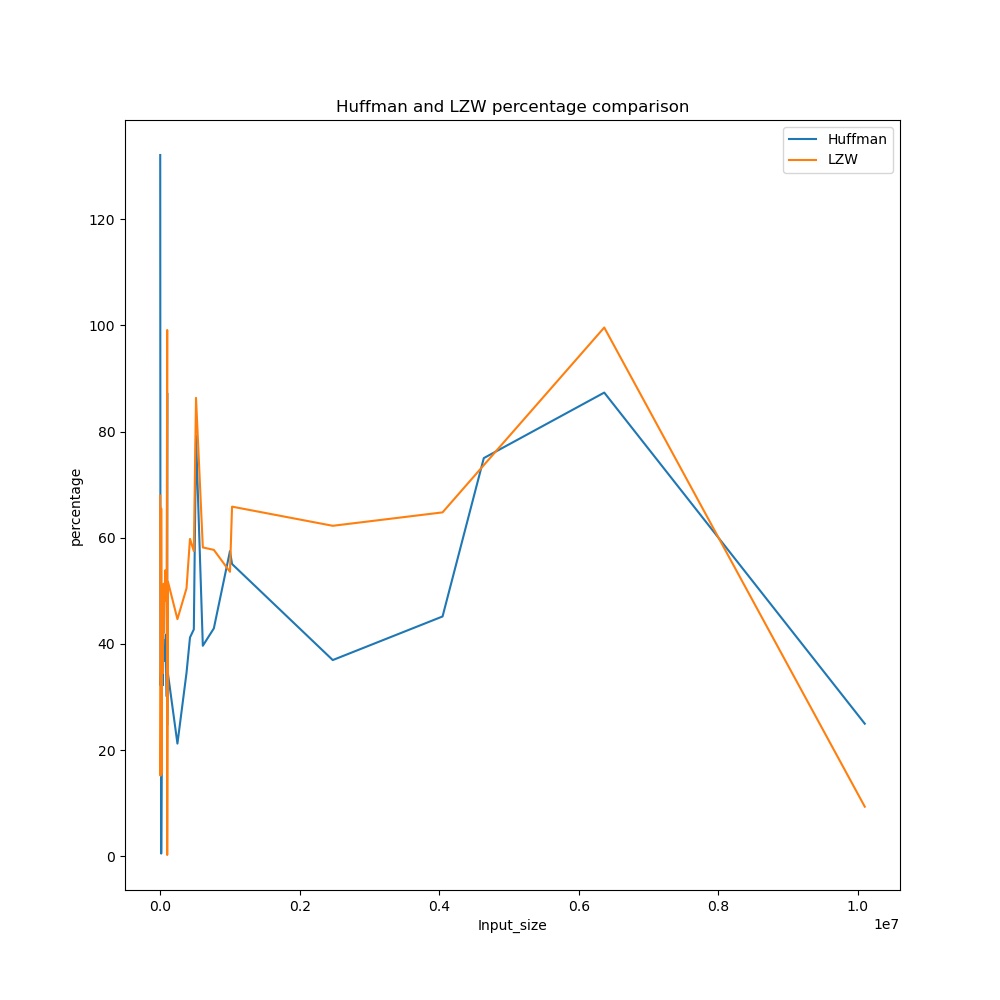 Huffman and LZW percentage comparison
Huffman
LZW
percentage
120
100
80
60
40
20
0
0.0 0.2 0.4 0.6 0.8 1.0
1e7
Input_size